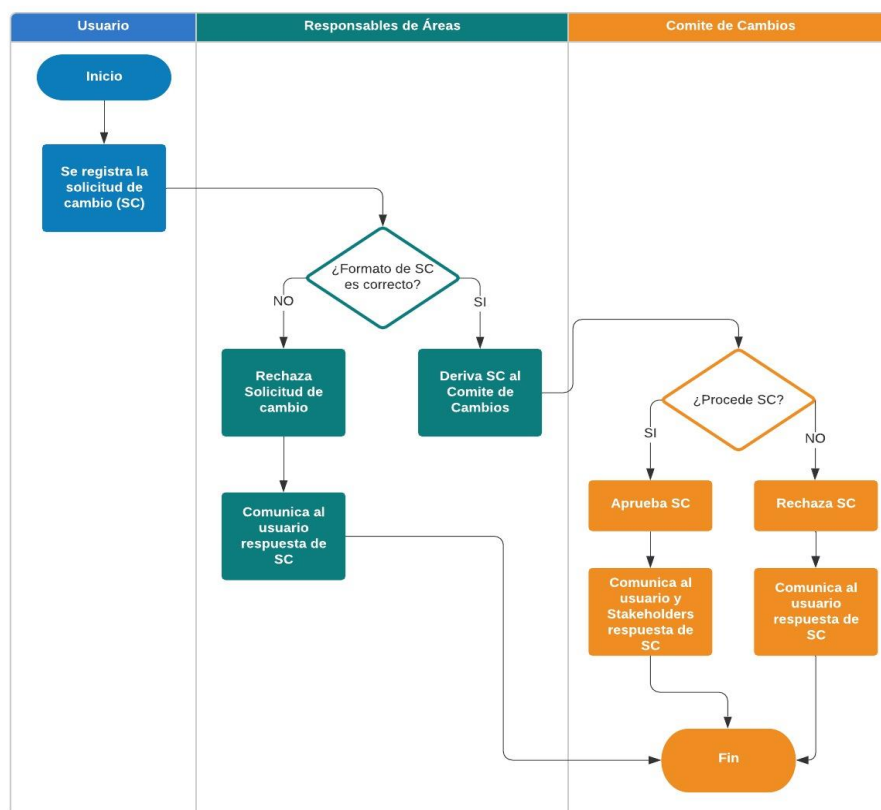 Usuario
Responsables de Áreas
Comite de Cambios
Inicio
Se registra la
solicitud de
cambio (SC)
¿Formato de SC
es correcto?
NO
SI
Rechaza
Solicitud de
cambio
Deriva SC al
Comite de
Cambios
¿Procede SC?
SI
NO
Comunica al
usuario
respuesta de
SC
Aprueba SC
Rechaza SC
Comunica al
usuario y
Stakeholders
respuesta de
SC
Comunica al
usuario
respuesta de
SC
Fin